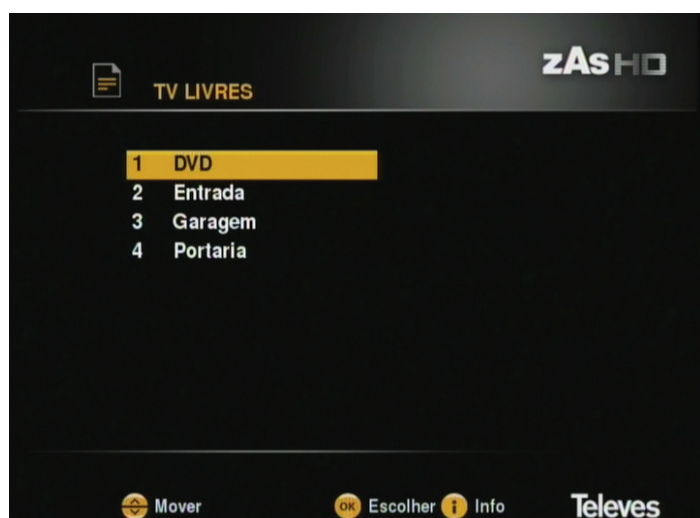 zAs HD
TV LIVRES
1 DVD
2 Entrada
3 Garagem
4 Portaria
Mover OK Escolher i Info Televes